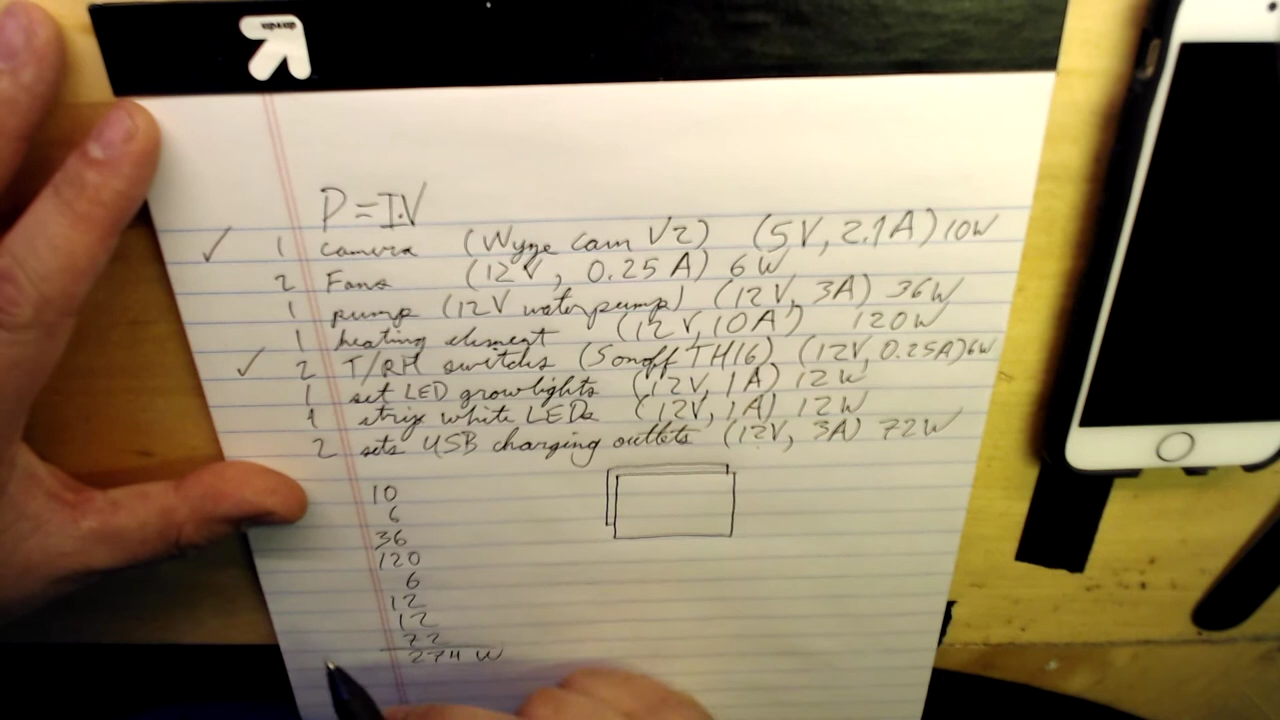 P=I·V
✓ 1 camera (Wyze Cam V2) (5V, 2.1A) 10W
2 Fans (12V, 0.25A) 6W
1 pump (12V waterpump) (12V, 3A) 36W
1 heating element (12V, 10A) 120W
✓ 2 T/RH switches (Sonoff TH16) (12V, 0.25A) 6W
1 set LED growlights (12V, 1A) 12W
1 strip white LEDs (12V, 1A) 12W
2 sets USB charging outlets (12V, 3A) 72W
10
6
36
120
6
12
12
72
274 W